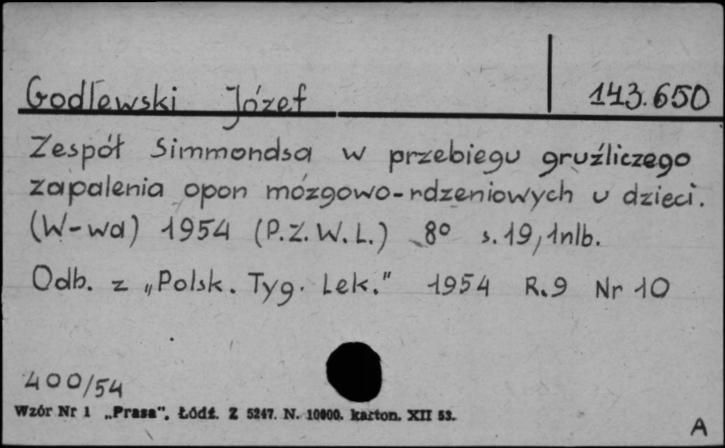 Godlewski Józef 143.650
Zespół Simmondsa w przebiegu gruźliczego
zapalenia opon mózgowo-rdzeniowych u dzieci.
(W-wa) 1954 (P.Z.W.L.) 8° s.19, 1nlb.
Odb. z „Polsk. Tyg. Lek." 1954 R.9 Nr 10
400/54
Wzór Nr 1 „Prasa", Łódź. Z 5247. N. 10000. karton. XII 53.
A